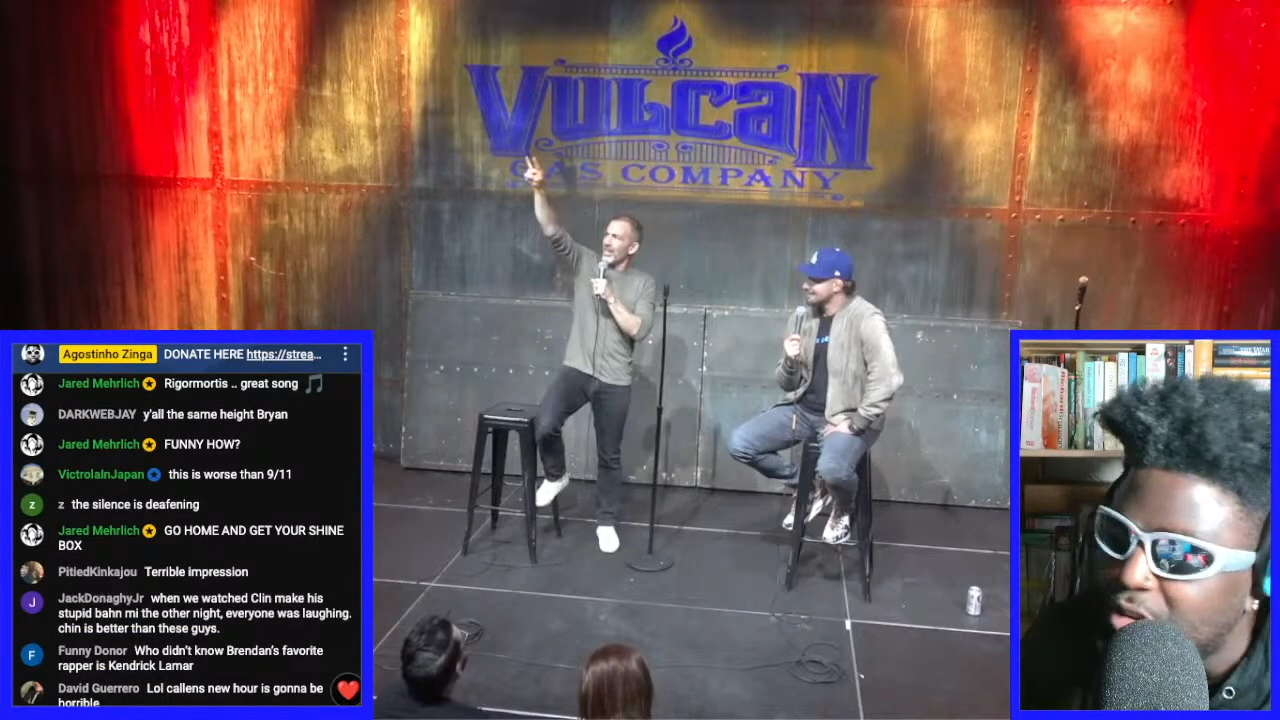 VULCAN
GAS COMPANY
Agostinho Zinga DONATE HERE https://strea...
Jared Mehrlich Rigormortis .. great song
DARKWEBJAY y'all the same height Bryan
Jared Mehrlich FUNNY HOW?
VictrolaInJapan this is worse than 9/11
z z the silence is deafening
Jared Mehrlich GO HOME AND GET YOUR SHINE
BOX
PitiedKinkajou Terrible impression
J JackDonaghyJr when we watched Clin make his
stupid bahn mi the other night, everyone was laughing.
chin is better than these guys.
F Funny Donor Who didn't know Brendan's favorite
rapper is Kendrick Lamar
David Guerrero Lol callens new hour is gonna be
horrible